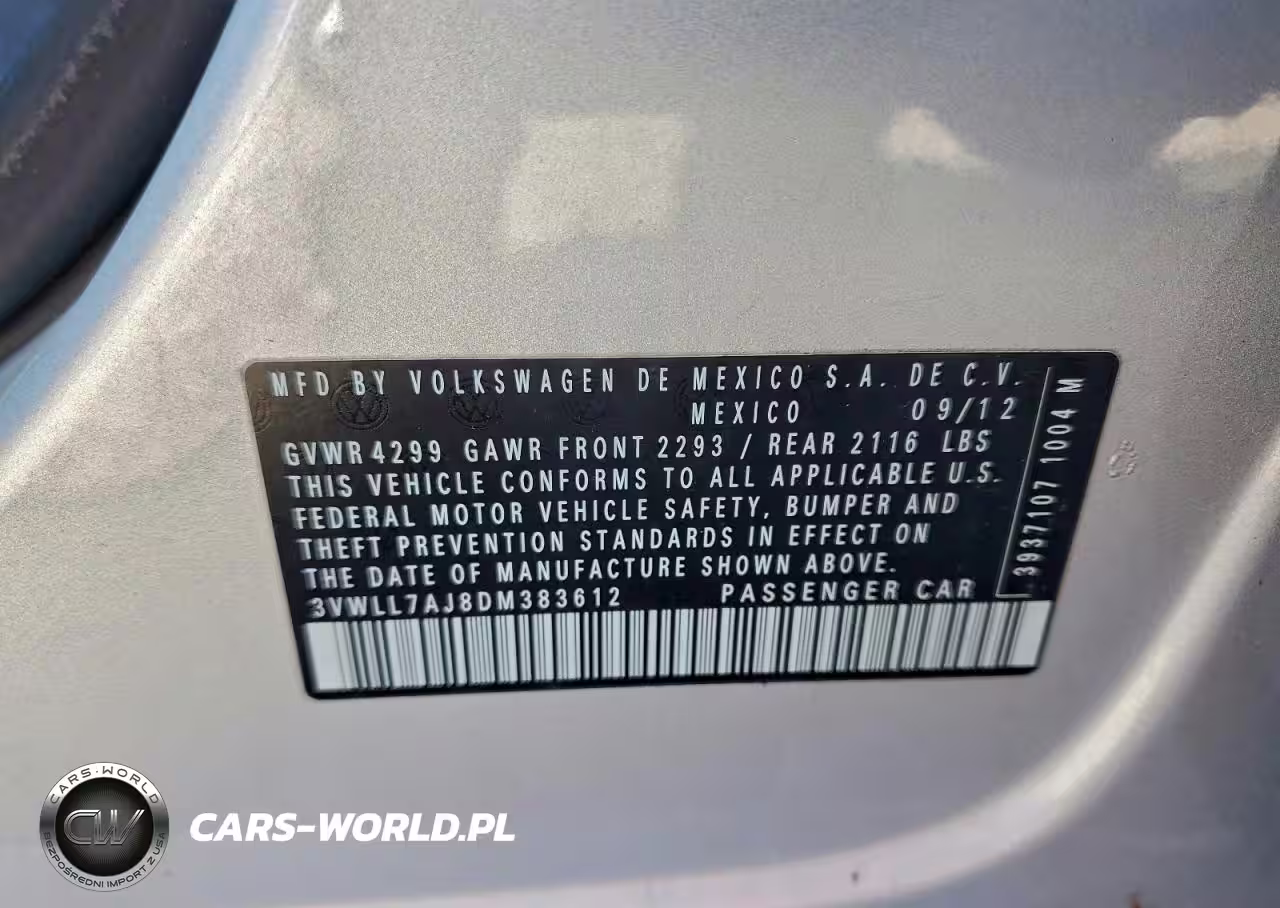 MFD BY VOLKSWAGEN DE MEXICO S.A. DE C.V.
MEXICO 09/12
GVWR 4299 GAWR FRONT 2293 / REAR 2116 LBS
THIS VEHICLE CONFORMS TO ALL APPLICABLE U.S.
FEDERAL MOTOR VEHICLE SAFETY, BUMPER AND
THEFT PREVENTION STANDARDS IN EFFECT ON
THE DATE OF MANUFACTURE SHOWN ABOVE.
3VWLL7AJ8DM383612 PASSENGER CAR
3937107 1004 M
CARS-WORLD
CW
BEZPOŚREDNI IMPORT Z USA
CARS-WORLD.PL